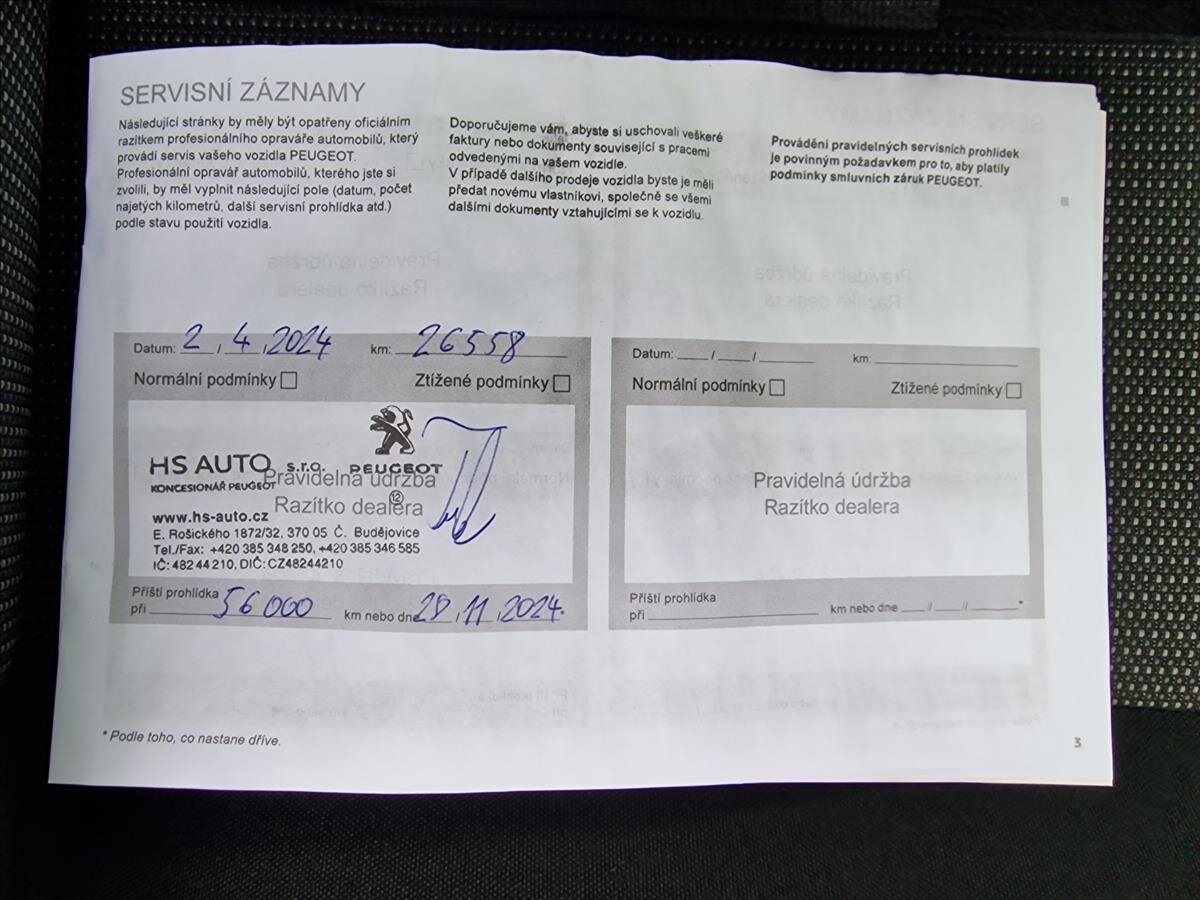 SERVISNÍ ZÁZNAMY
Následující stránky by měly být opatřeny oficiálním
razítkem profesionálního opraváře automobilů, který
provádí servis vašeho vozidla PEUGEOT.
Profesionální opravář automobilů, kterého jste si
zvolili, by měl vyplnit následující pole (datum, počet
najetých kilometrů, další servisní prohlídka atd.)
podle stavu použití vozidla.
Doporučujeme vám, abyste si uschovali veškeré
faktury nebo dokumenty související s pracemi
odvedenými na vašem vozidle.
V případě dalšího prodeje vozidla byste je měli
předat novému vlastníkovi, společně se všemi
dalšími dokumenty vztahujícími se k vozidlu.
Provádění pravidelných servisních prohlídek
je povinným požadavkem pro to, aby platily
podmínky smluvních záruk PEUGEOT.
Datum: 2 / 4 / 2024 km: 26558
Normální podmínky Ztížené podmínky
HS AUTO s.r.o. PEUGEOT
KONCESIONÁŘ PEUGEOT
Pravidelná údržba
Razítko dealera
12
www.hs-auto.cz
E. Rošického 1872/32, 370 05 Č. Budějovice
Tel./Fax: +420 385 348 250, +420 385 346 585
IČ: 482 44 210, DIČ: CZ48244210
Příští prohlídka
při 56 000 km nebo dne 28 / 11 / 2024 *
Datum: / / km:
Normální podmínky Ztížené podmínky
Pravidelná údržba
Razítko dealera
Příští prohlídka
při km nebo dne / / *
* Podle toho, co nastane dříve.
3